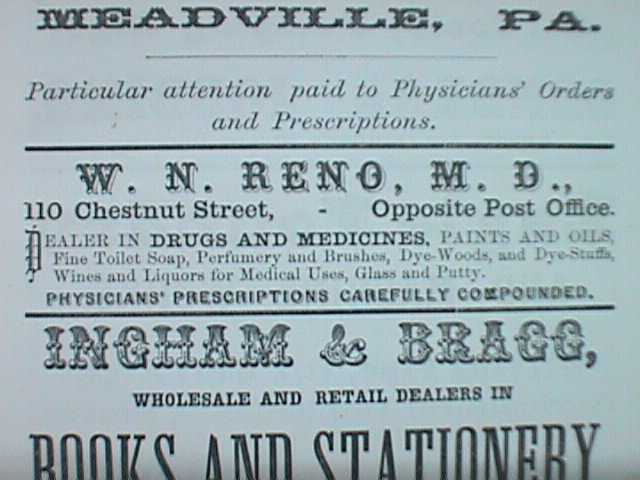 MEADVILLE, PA.
Particular attention paid to Physicians' Orders
and Prescriptions.
W. N. RENO, M. D.,
110 Chestnut Street, - Opposite Post Office.
DEALER IN DRUGS AND MEDICINES, PAINTS AND OILS,
Fine Toilet Soap, Perfumery and Brushes, Dye-Woods, and Dye-Stuffs,
Wines and Liquors for Medical Uses, Glass and Putty.
PHYSICIANS' PRESCRIPTIONS CAREFULLY COMPOUNDED.
INGHAM & BRAGG,
WHOLESALE AND RETAIL DEALERS IN
BOOKS AND STATIONERY